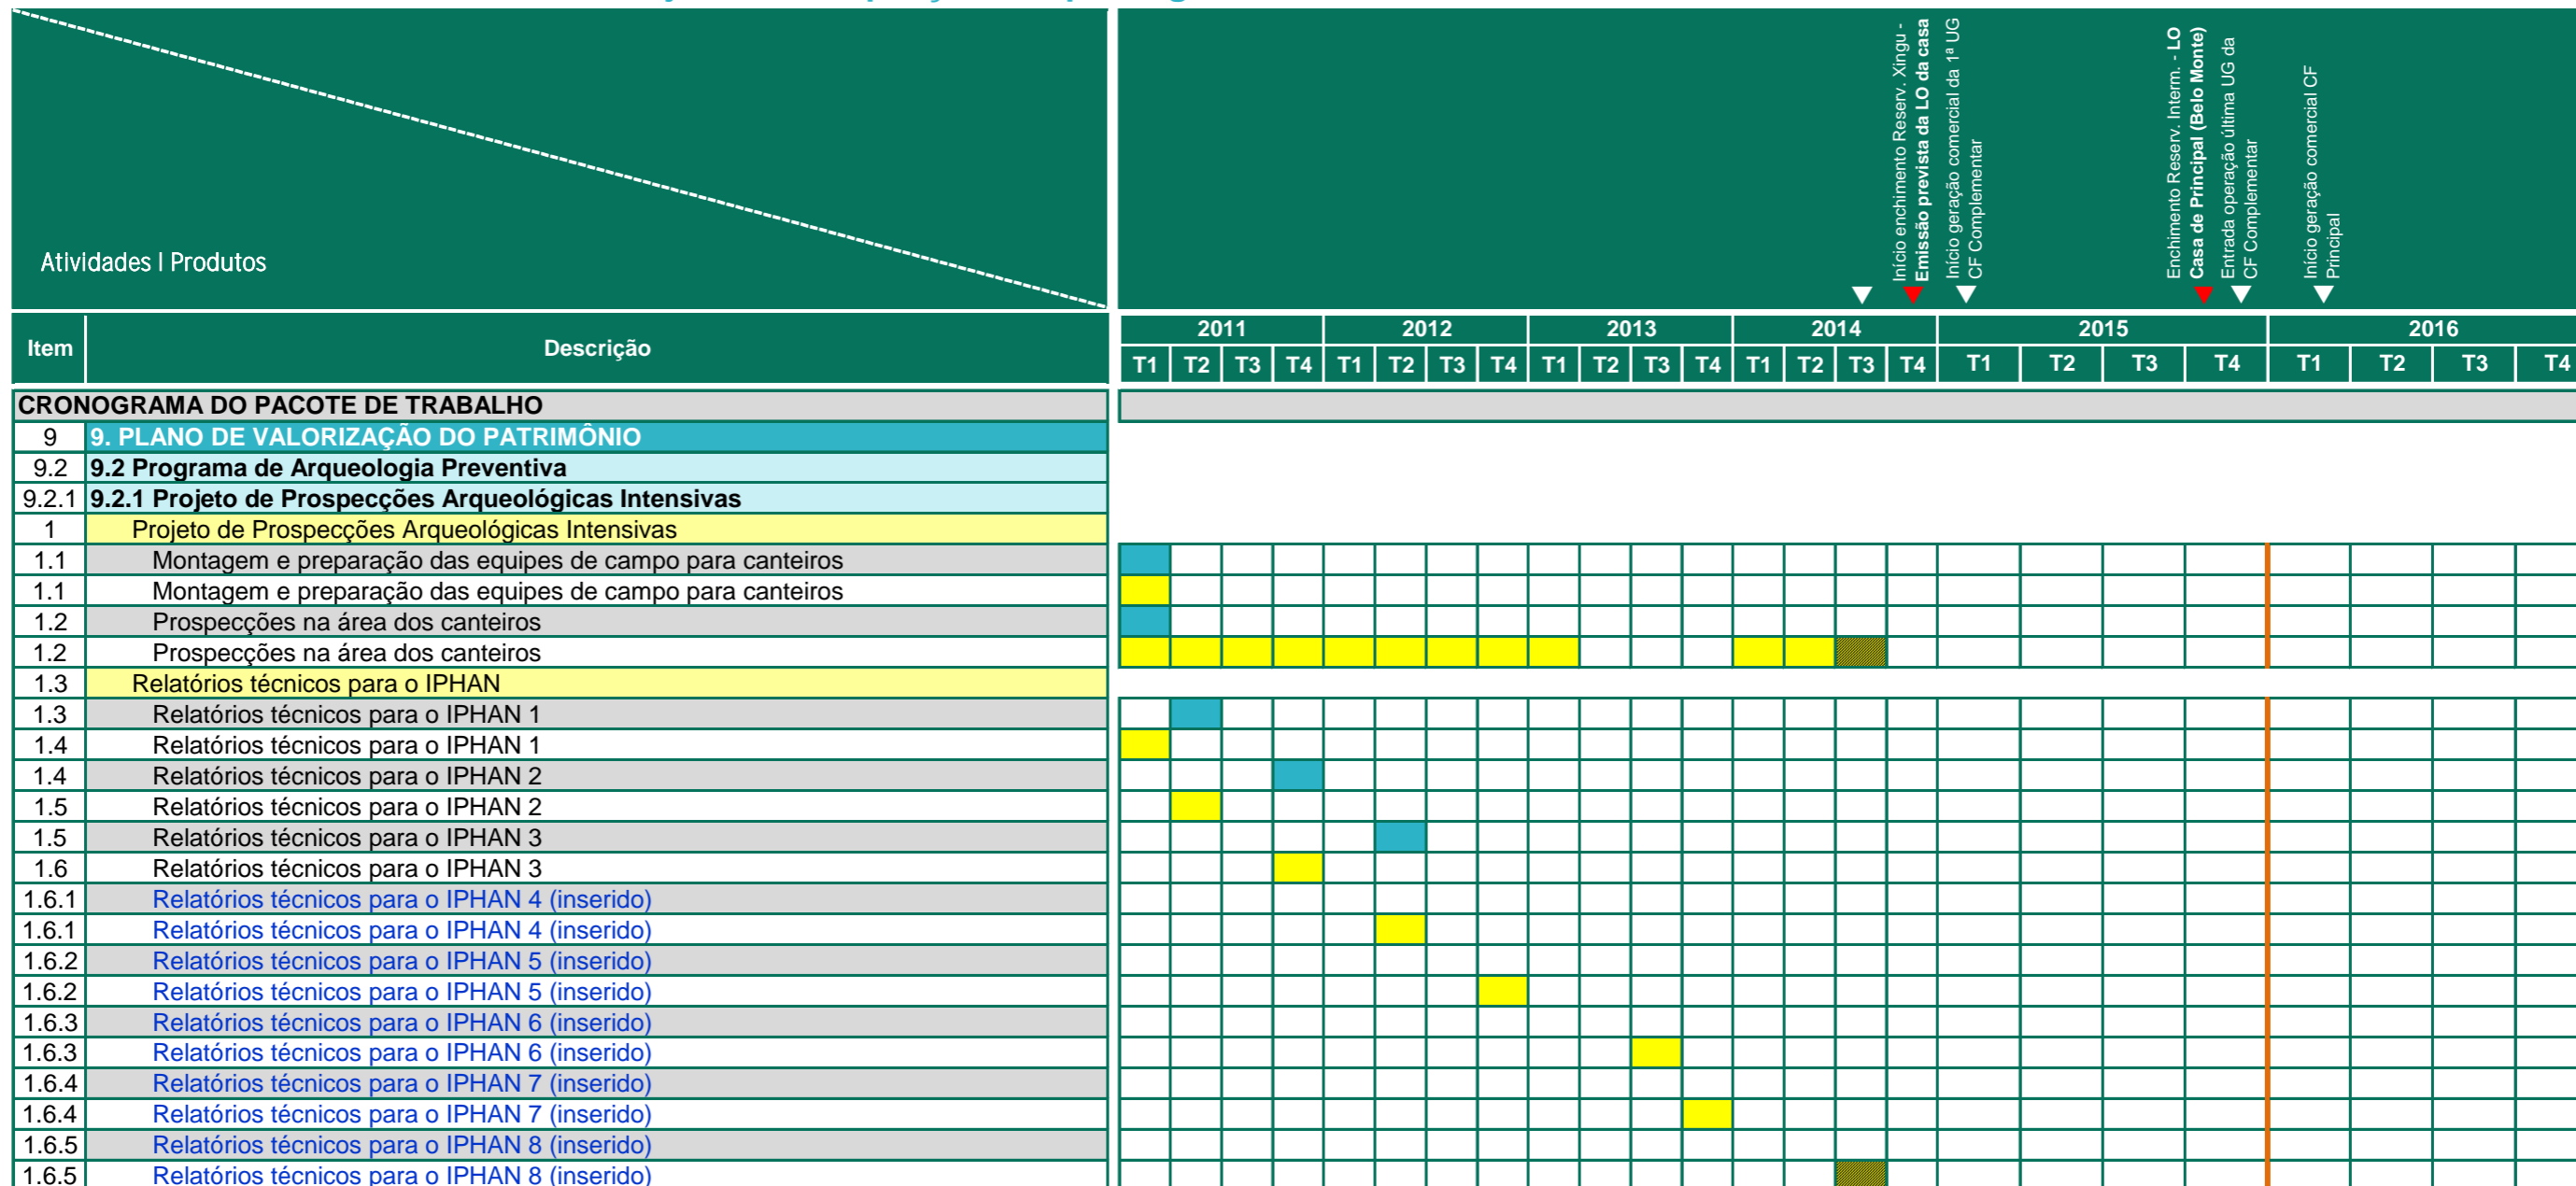 Atividades I Produtos
Início enchimento Reserv. Xingu -
Emissão prevista da LO da casa
Início geração comercial da 1ª UG
CF Complementar
Enchimento Reserv. Interm. - LO
Casa de Principal (Belo Monte)
Entrada operação última UG da
CF Complementar
Início geração comercial CF
Principal
Item Descrição 2011 2012 2013 2014 2015 2016
T1 T2 T3 T4 T1 T2 T3 T4 T1 T2 T3 T4 T1 T2 T3 T4 T1 T2 T3 T4 T1 T2 T3 T4
CRONOGRAMA DO PACOTE DE TRABALHO
9 9. PLANO DE VALORIZAÇÃO DO PATRIMÔNIO
9.2 9.2 Programa de Arqueologia Preventiva
9.2.1 9.2.1 Projeto de Prospecções Arqueológicas Intensivas
1 Projeto de Prospecções Arqueológicas Intensivas
1.1 Montagem e preparação das equipes de campo para canteiros
1.1 Montagem e preparação das equipes de campo para canteiros
1.2 Prospecções na área dos canteiros
1.2 Prospecções na área dos canteiros
1.3 Relatórios técnicos para o IPHAN
1.3 Relatórios técnicos para o IPHAN 1
1.4 Relatórios técnicos para o IPHAN 1
1.4 Relatórios técnicos para o IPHAN 2
1.5 Relatórios técnicos para o IPHAN 2
1.5 Relatórios técnicos para o IPHAN 3
1.6 Relatórios técnicos para o IPHAN 3
1.6.1 Relatórios técnicos para o IPHAN 4 (inserido)
1.6.1 Relatórios técnicos para o IPHAN 4 (inserido)
1.6.2 Relatórios técnicos para o IPHAN 5 (inserido)
1.6.2 Relatórios técnicos para o IPHAN 5 (inserido)
1.6.3 Relatórios técnicos para o IPHAN 6 (inserido)
1.6.3 Relatórios técnicos para o IPHAN 6 (inserido)
1.6.4 Relatórios técnicos para o IPHAN 7 (inserido)
1.6.4 Relatórios técnicos para o IPHAN 7 (inserido)
1.6.5 Relatórios técnicos para o IPHAN 8 (inserido)
1.6.5 Relatórios técnicos para o IPHAN 8 (inserido)